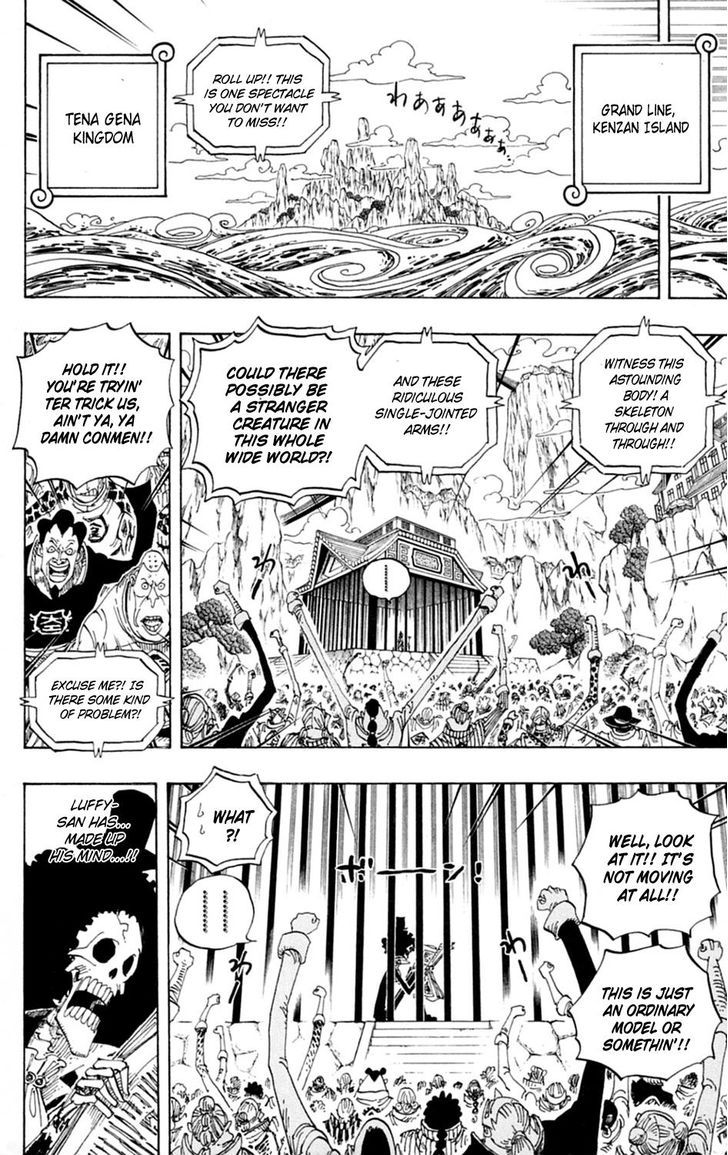 GRAND LINE,
KENZAN ISLAND
わあぁぁぁぁぁ…
ROLL UP!! THIS
IS ONE SPECTACLE
YOU DON'T WANT
TO MISS!!
TENA GENA
KINGDOM
WITNESS THIS
ASTOUNDING
BODY! A
SKELETON
THROUGH AND
THROUGH!!
AND THESE
RIDICULOUS
SINGLE-JOINTED
ARMS!!
COULD THERE
POSSIBLY BE
A STRANGER
CREATURE IN
THIS WHOLE
WIDE WORLD?!
HOLD IT!!
YOU'RE TRYIN'
TER TRICK US,
AIN'T YA, YA
DAMN CONMEN!!
EXCUSE ME?! IS
THERE SOME KIND
OF PROBLEM?!
WELL, LOOK
AT IT!! IT'S
NOT MOVING
AT ALL!!
THIS IS JUST
AN ORDINARY
MODEL OR
SOMETHIN'!!
ボーーン!
WHAT
?!
LUFFY-
SAN HAS...
MADE UP
HIS MIND...!!